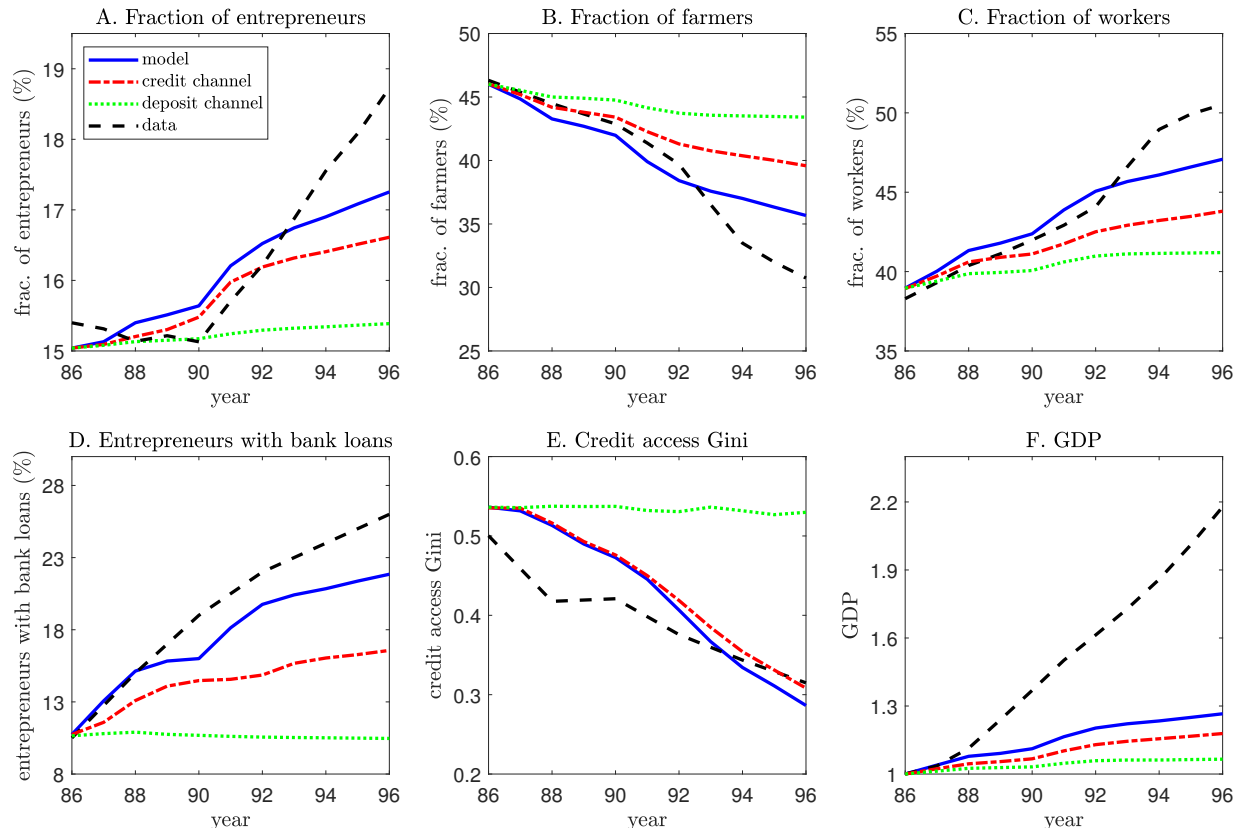 A. Fraction of entrepreneurs
frac. of entrepreneurs (%)
19
18
17
16
15
86 88 90 92 94 96
year
model
credit channel
deposit channel
data
B. Fraction of farmers
frac. of farmers (%)
50
45
40
35
30
25
86 88 90 92 94 96
year
C. Fraction of workers
frac. of workers (%)
55
50
45
40
35
86 88 90 92 94 96
year
D. Entrepreneurs with bank loans
entrepreneurs with bank loans (%)
28
23
18
13
8
86 88 90 92 94 96
year
E. Credit access Gini
credit access Gini
0.6
0.5
0.4
0.3
0.2
86 88 90 92 94 96
year
F. GDP
GDP
2.2
1.9
1.6
1.3
1
86 88 90 92 94 96
year